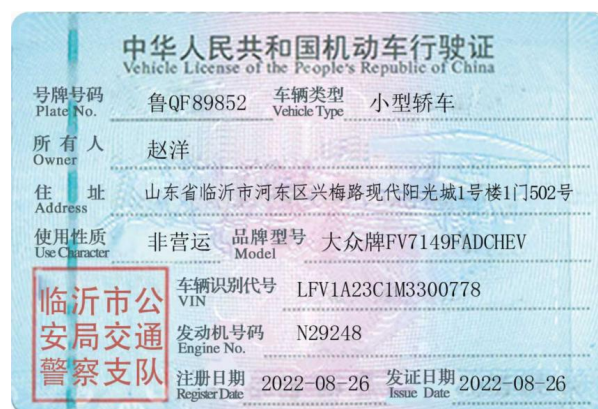 中华人民共和国机动车行驶证
Vehicle License of the People's Republic of China
号牌号码 鲁QF89852 车辆类型 小型轿车
Plate No. Vehicle Type
所有人 赵洋
Owner
住址 山东省临沂市河东区兴梅路现代阳光城1号楼1门502号
Address
使用性质 非营运 品牌型号 大众牌FV7149FADCHEV
Use Character Model
车辆识别代号 LFV1A23C1M3300778
VIN
发动机号码 N29248
Engine No.
注册日期 2022-08-26 发证日期 2022-08-26
Register Date Issue Date
临沂市公
安局交通
警察支队